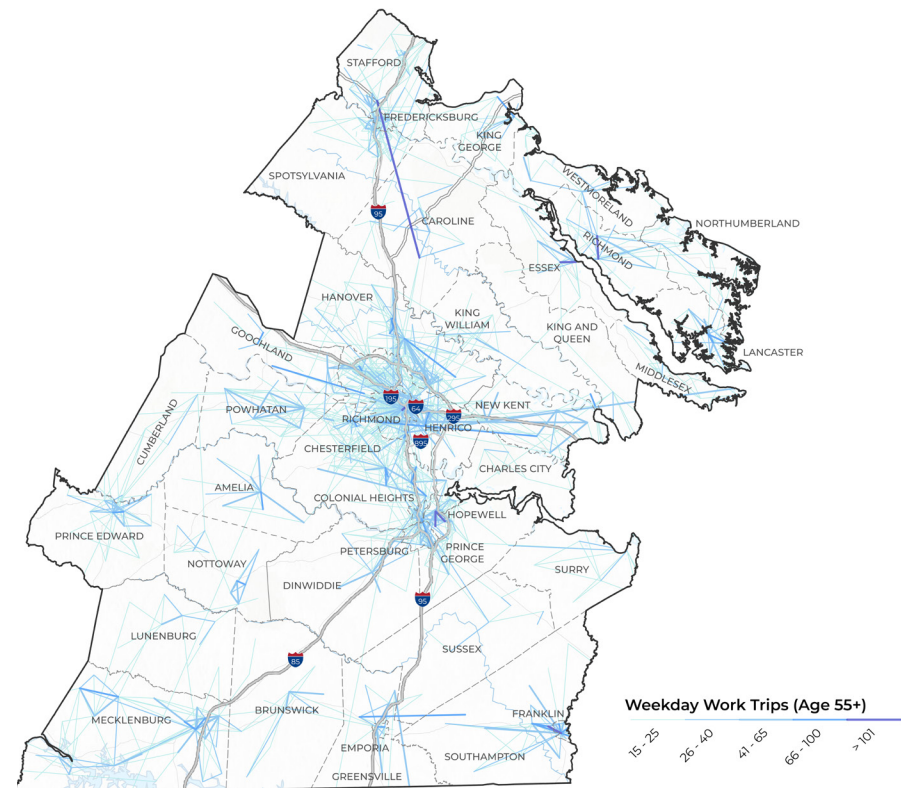 STAFFORD
FREDERICKSBURG
KING
GEORGE
SPOTSYLVANIA
WESTMORELAND
95
CAROLINE
NORTHUMBERLAND
RICHMOND
ESSEX
HANOVER
KING
WILLIAM
KING AND
QUEEN
GOOCHLAND
LANCASTER
MIDDLESEX
195
64
295
NEW KENT
POWHATAN
RICHMOND
HENRICO
CUMBERLAND
895
CHESTERFIELD
CHARLES CITY
AMELIA
COLONIAL HEIGHTS
HOPEWELL
PRINCE EDWARD
PETERSBURG
PRINCE
GEORGE
NOTTOWAY
SURRY
DINWIDDIE
95
LUNENBURG
SUSSEX
85
BRUNSWICK
MECKLENBURG
FRANKLIN
EMPORIA
SOUTHAMPTON
GREENSVILLE
Weekday Work Trips (Age 55+)
15 - 25
26 - 40
41 - 65
66 - 100
> 101